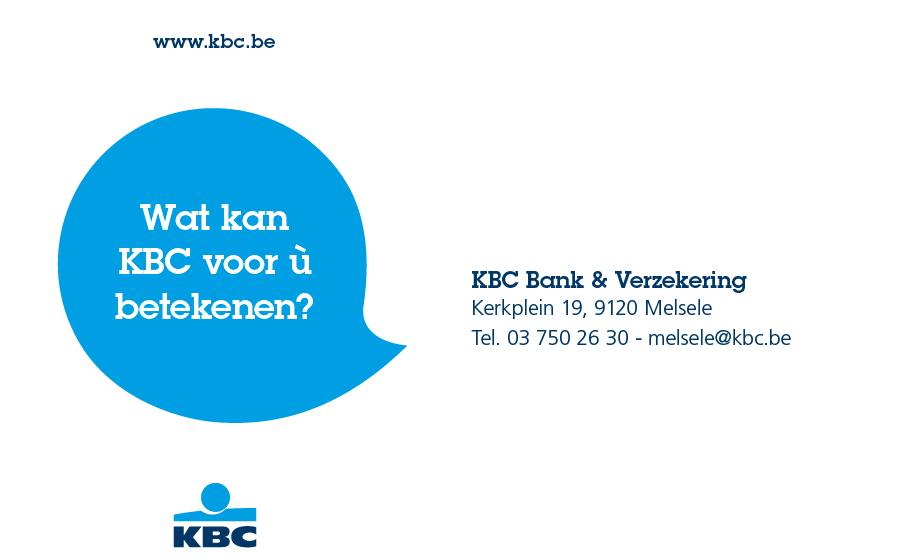 www.kbc.be
Wat kan
KBC voor ù
betekenen?
KBC Bank & Verzekering
Kerkplein 19, 9120 Melsele
Tel. 03 750 26 30 - melsele@kbc.be
KBC